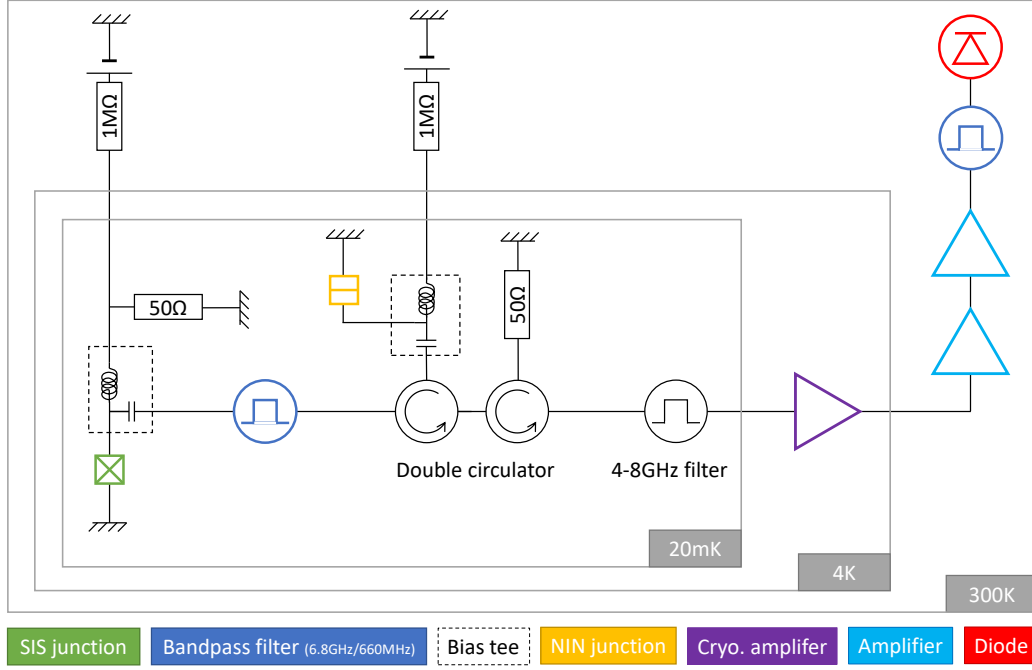 1MΩ
1MΩ
50Ω
50Ω
Double circulator
4-8GHz filter
20mK
4K
300K
SIS junction
Bandpass filter (6.8GHz/660MHz)
Bias tee
NIN junction
Cryo. amplifer
Amplifier
Diode